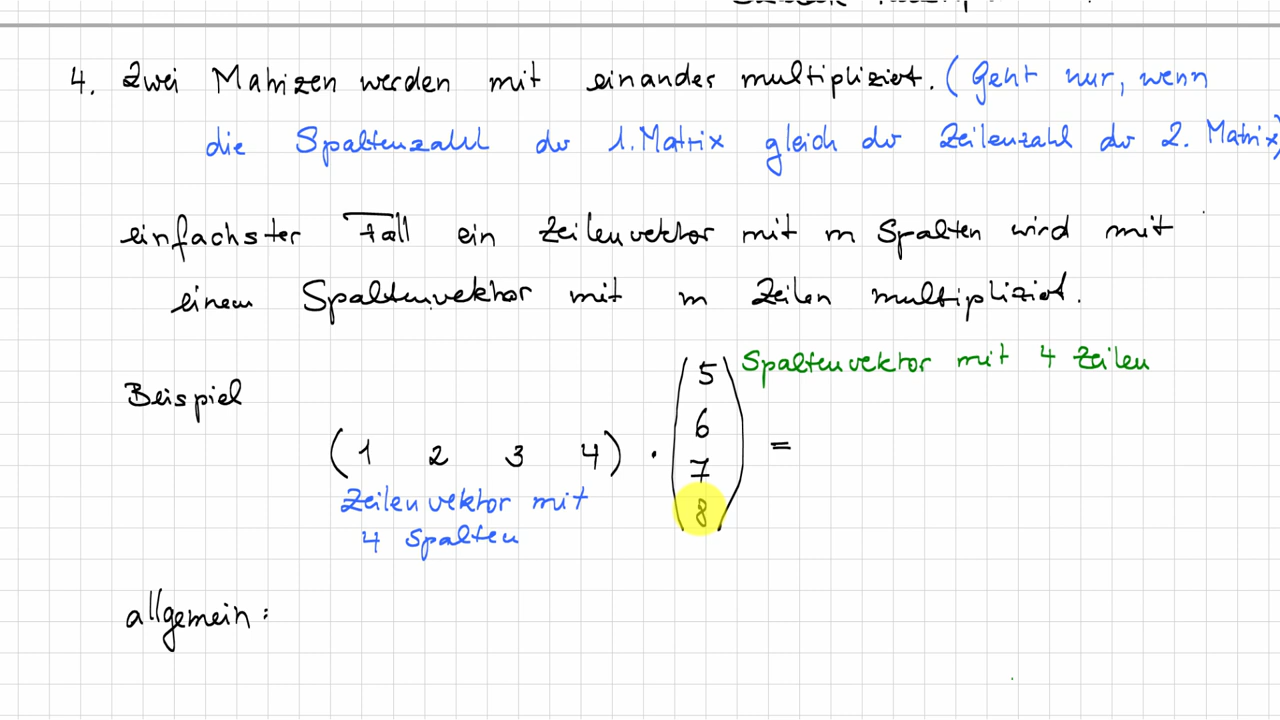 4. Zwei Matrizen werden mit einander multipliziert. (Geht nur, wenn
die Spaltenzahl der 1. Matrix gleich der Zeilenzahl der 2. Matrix)
einfachster Fall ein Zeilenvektor mit m Spalten wird mit
einem Spaltenvektor mit m Zeilen multipliziert.
Spaltenvektor mit 4 Zeilen
Beispiel
(1 2 3 4) · (5
6
7
8) =
Zeilenvektor mit
4 Spalten
allgemein: